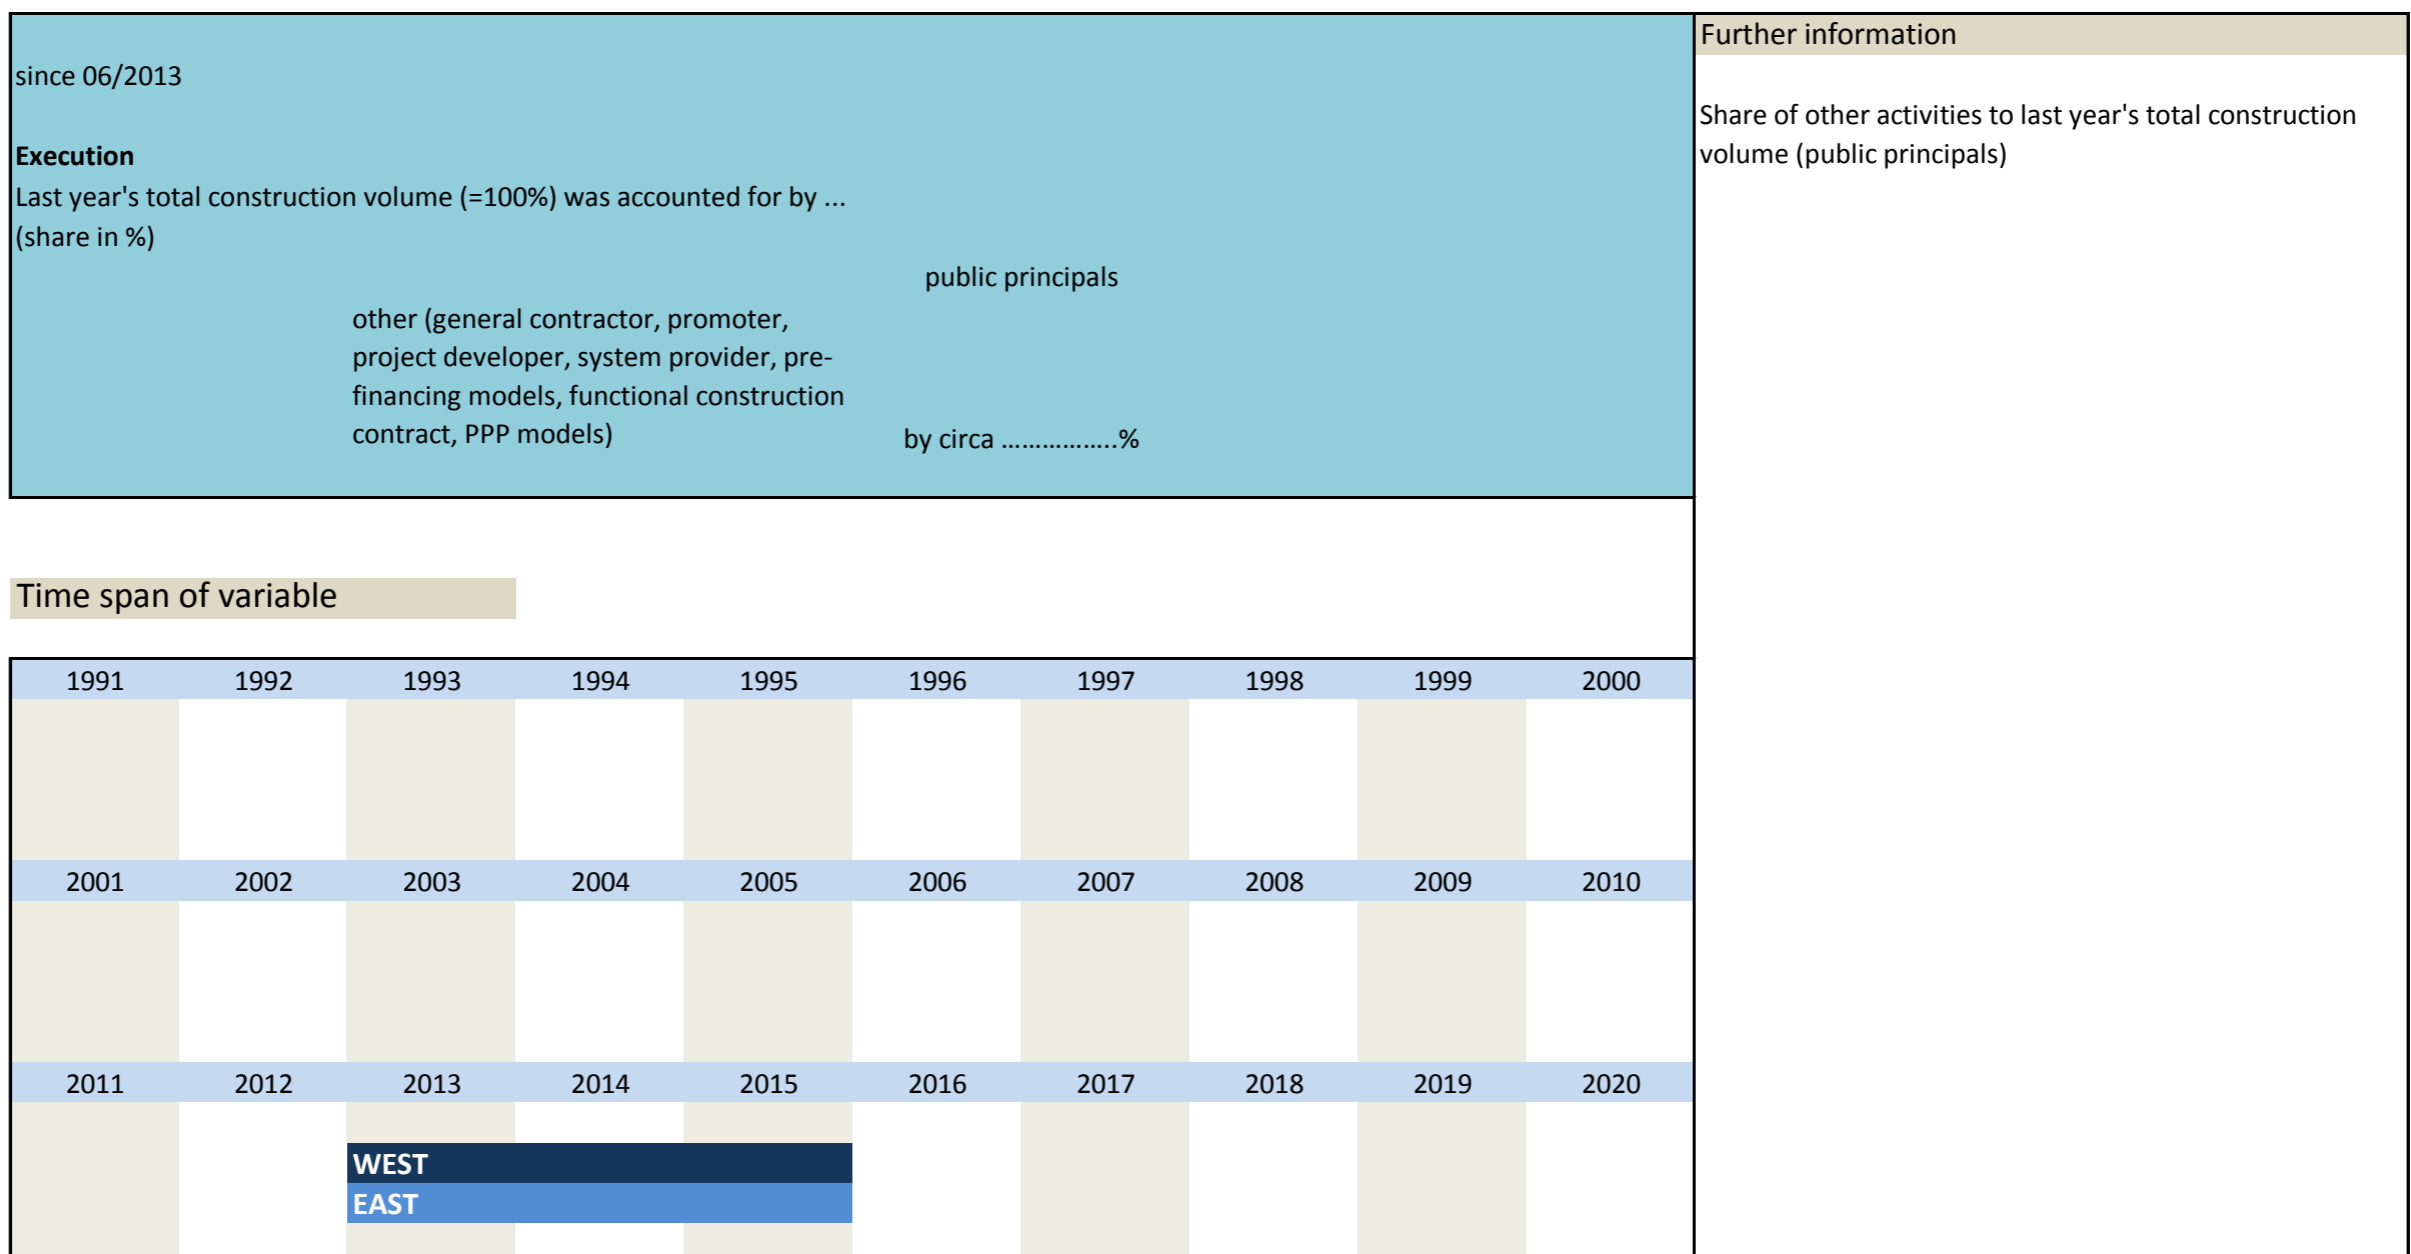 since 06/2013
Execution
Last year's total construction volume (=100%) was accounted for by ...
(share in %)
public principals
other (general contractor, promoter,
project developer, system provider, pre-
financing models, functional construction
contract, PPP models)
by circa ……………..%
Further information
Share of other activities to last year's total construction
volume (public principals)
Time span of variable
1991 1992 1993 1994 1995 1996 1997 1998 1999 2000
2001 2002 2003 2004 2005 2006 2007 2008 2009 2010
2011 2012 2013 2014 2015 2016 2017 2018 2019 2020
WEST
EAST